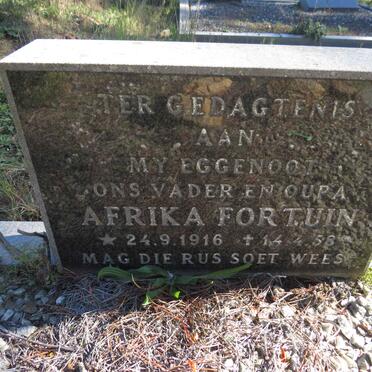 TER GEDAGTENIS
AAN
MY EGGENOOT
ONS VADER EN OUPA
AFRIKA FORTUIN
★ 24.9.1916 ✝ 14.4.58
MAG DIE RUS SOET WEES